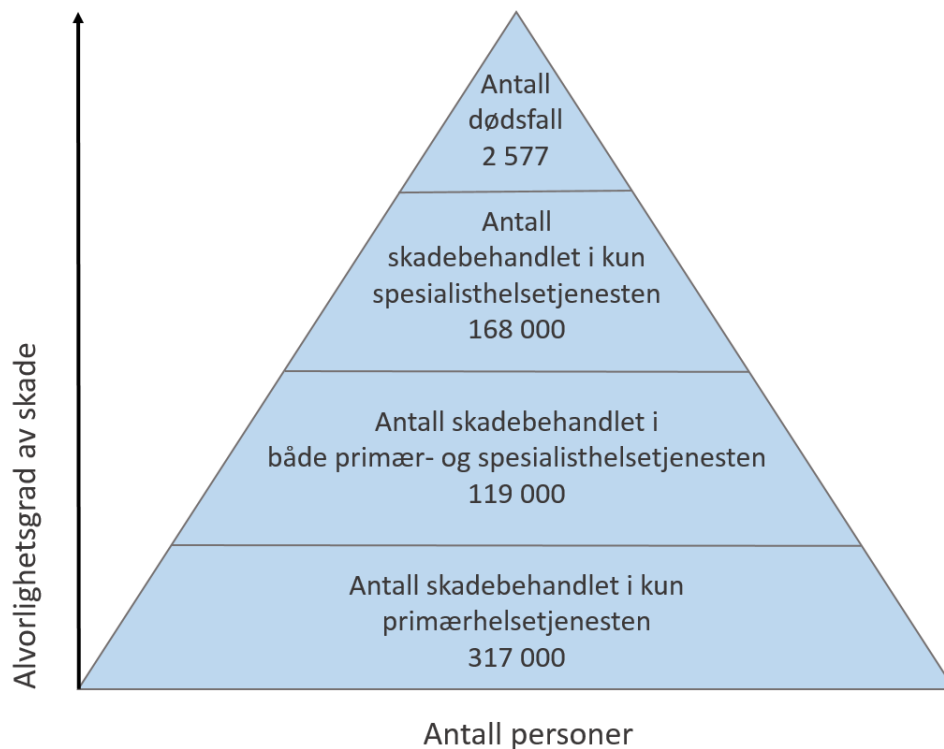 Antall
dødsfall
2 577
Antall
skadebehandlet i kun
spesialisthelsetjenesten
168 000
Antall skadebehandlet i
både primær- og spesialisthelsetjenesten
119 000
Antall skadebehandlet i kun
primærhelsetjenesten
317 000
Alvorlighetsgrad av skade
Antall personer